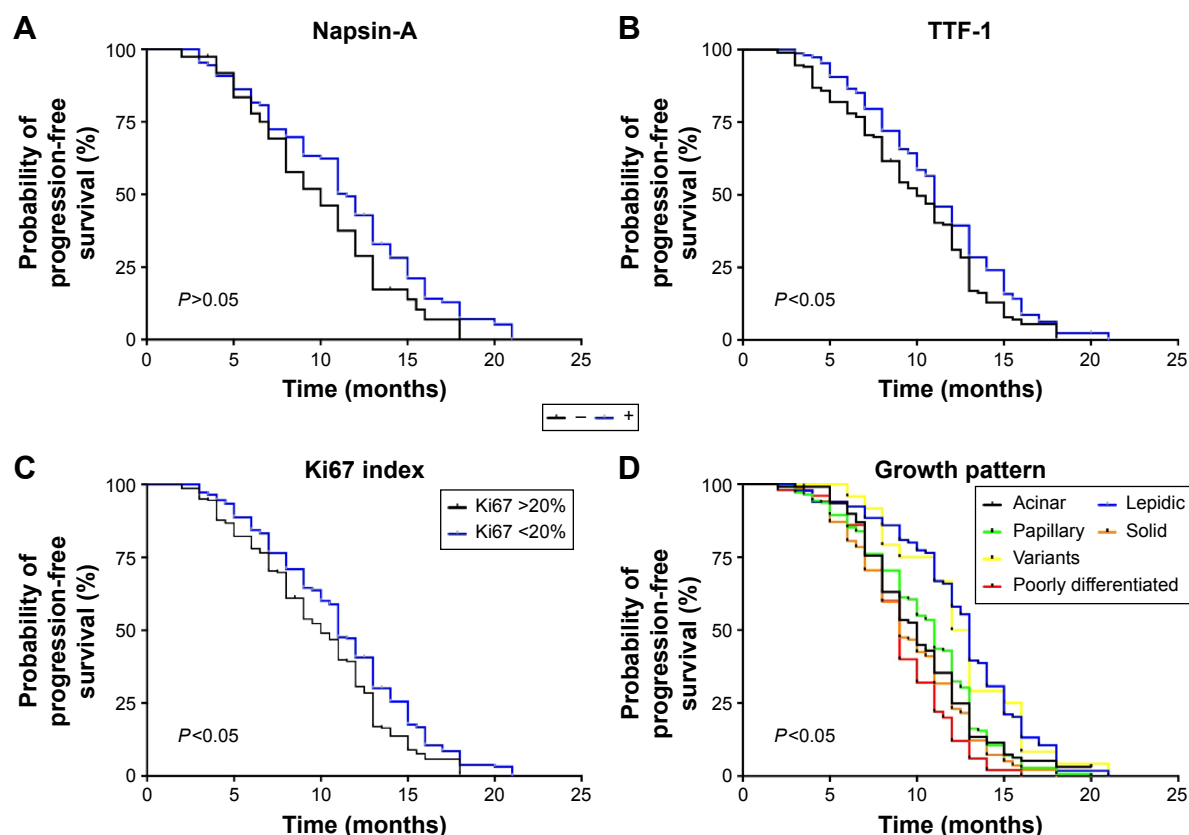 A
Napsin-A
Probability of
progression-free
survival (%)
100
75
50
25
0
P>0.05
0 5 10 15 20 25
Time (months)
B
TTF-1
Probability of
progression-free
survival (%)
100
75
50
25
0
P<0.05
0 5 10 15 20 25
Time (months)
– +
C
Ki67 index
Probability of
progression-free
survival (%)
100
75
50
25
0
Ki67 >20%
Ki67 <20%
P<0.05
0 5 10 15 20 25
Time (months)
D
Growth pattern
Probability of
progression-free
survival (%)
100
75
50
25
0
Acinar Lepidic
Papillary Solid
Variants
Poorly differentiated
P<0.05
0 5 10 15 20 25
Time (months)